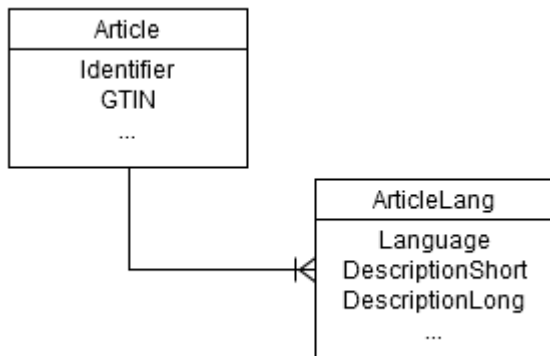 Article
Identifier
GTIN
...
ArticleLang
Language
DescriptionShort
DescriptionLong
...